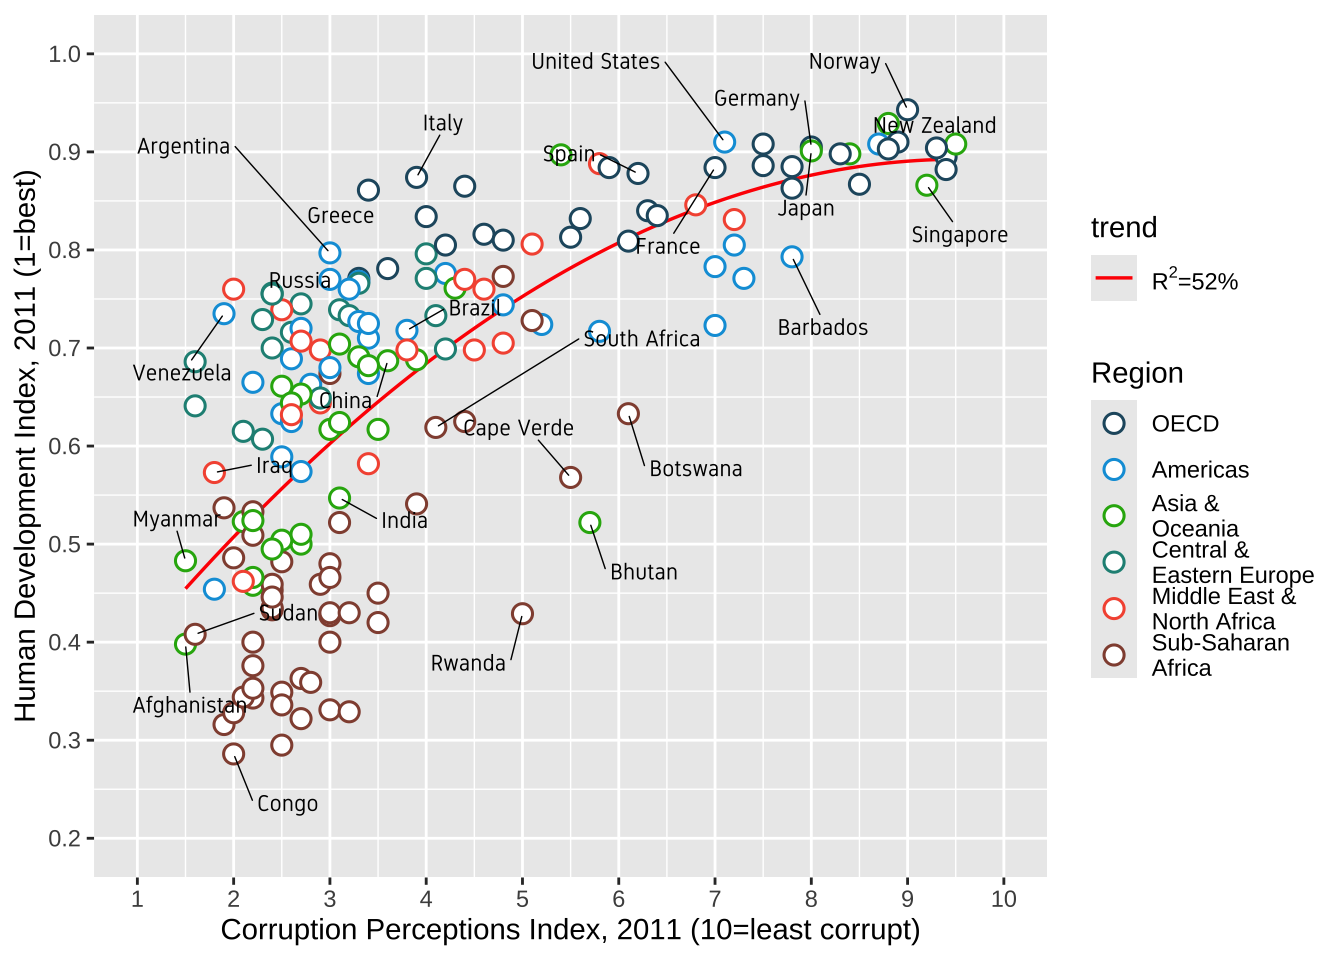 1.0
0.9
0.8
0.7
0.6
0.5
0.4
0.3
0.2
1
2
3
4
5
6
7
8
9
10
Human Development Index, 2011 (1=best)
Corruption Perceptions Index, 2011 (10=least corrupt)
United States
Norway
Germany
Italy
New Zealand
Argentina
Spain
Japan
Greece
Singapore
France
Russia
Brazil
Barbados
South Africa
Venezuela
China
Cape Verde
Iraq
Botswana
Myanmar
India
Bhutan
Sudan
Rwanda
Afghanistan
Congo
trend
R²=52%
Region
OECD
Americas
Asia &
Oceania
Central &
Eastern Europe
Middle East &
North Africa
Sub-Saharan
Africa